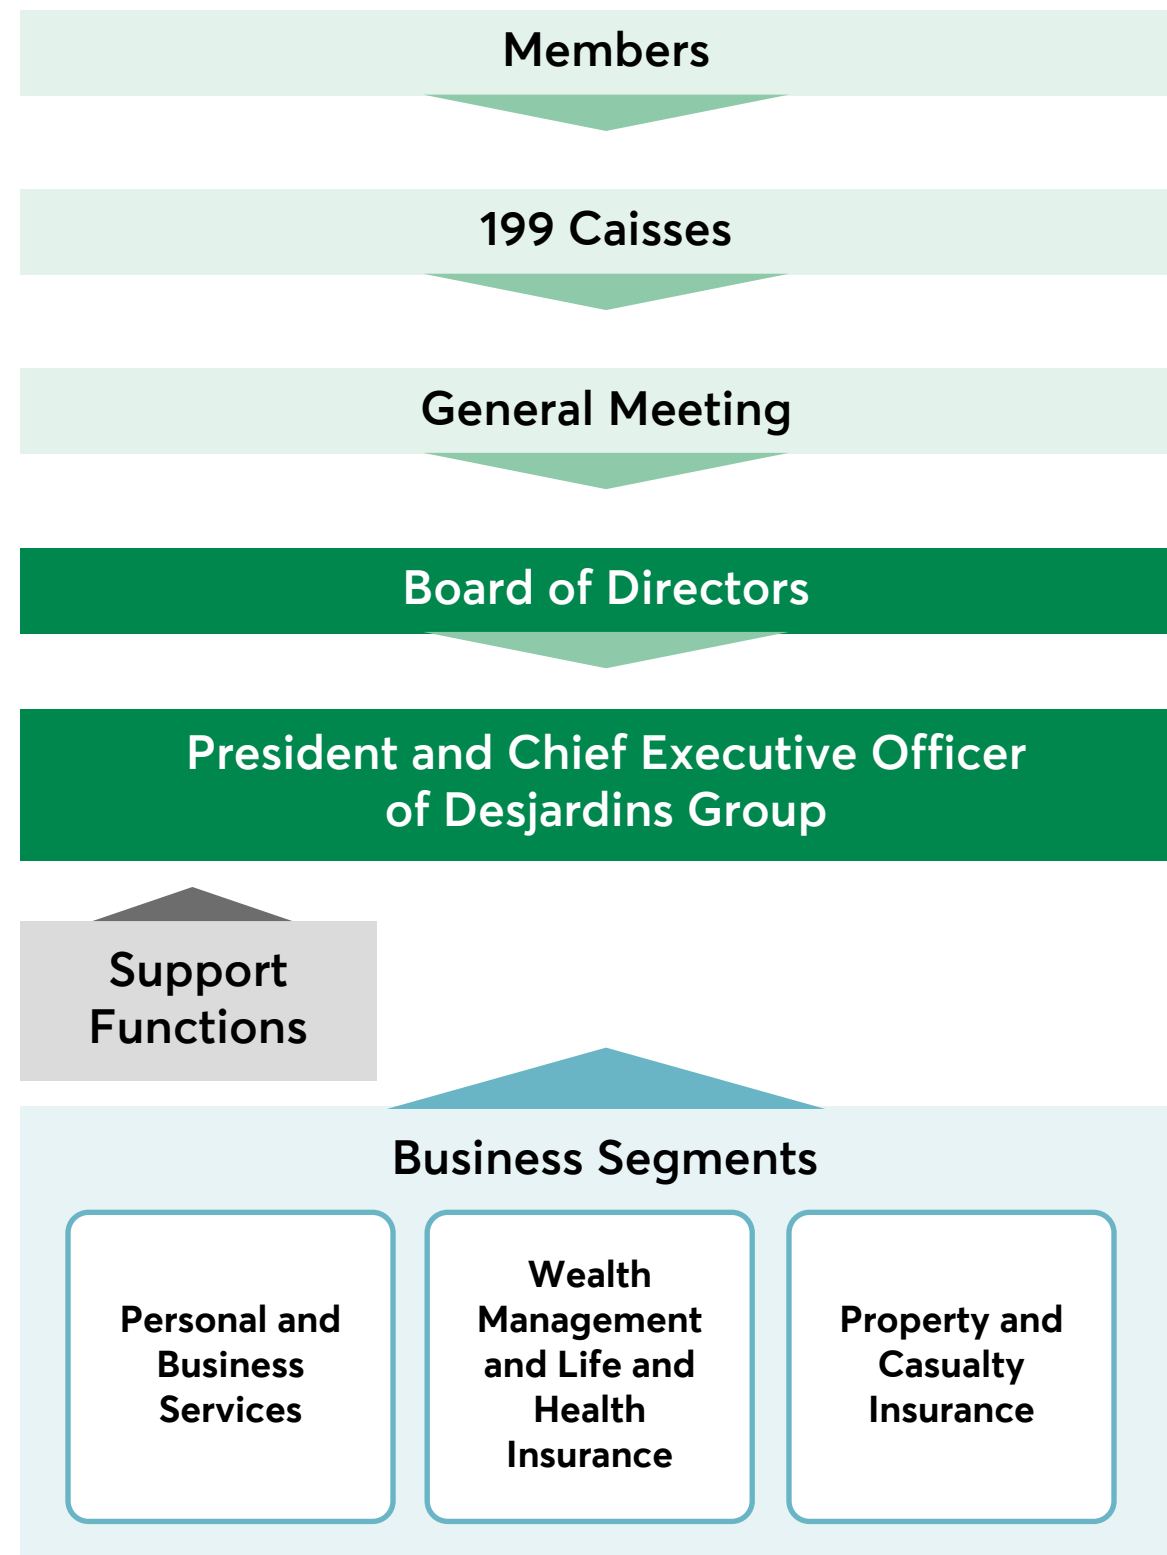 Members
199 Caisses
General Meeting
Board of Directors
President and Chief Executive Officer
of Desjardins Group
Support
Functions
Business Segments
Personal and
Business
Services
Wealth
Management
and Life and
Health
Insurance
Property and
Casualty
Insurance